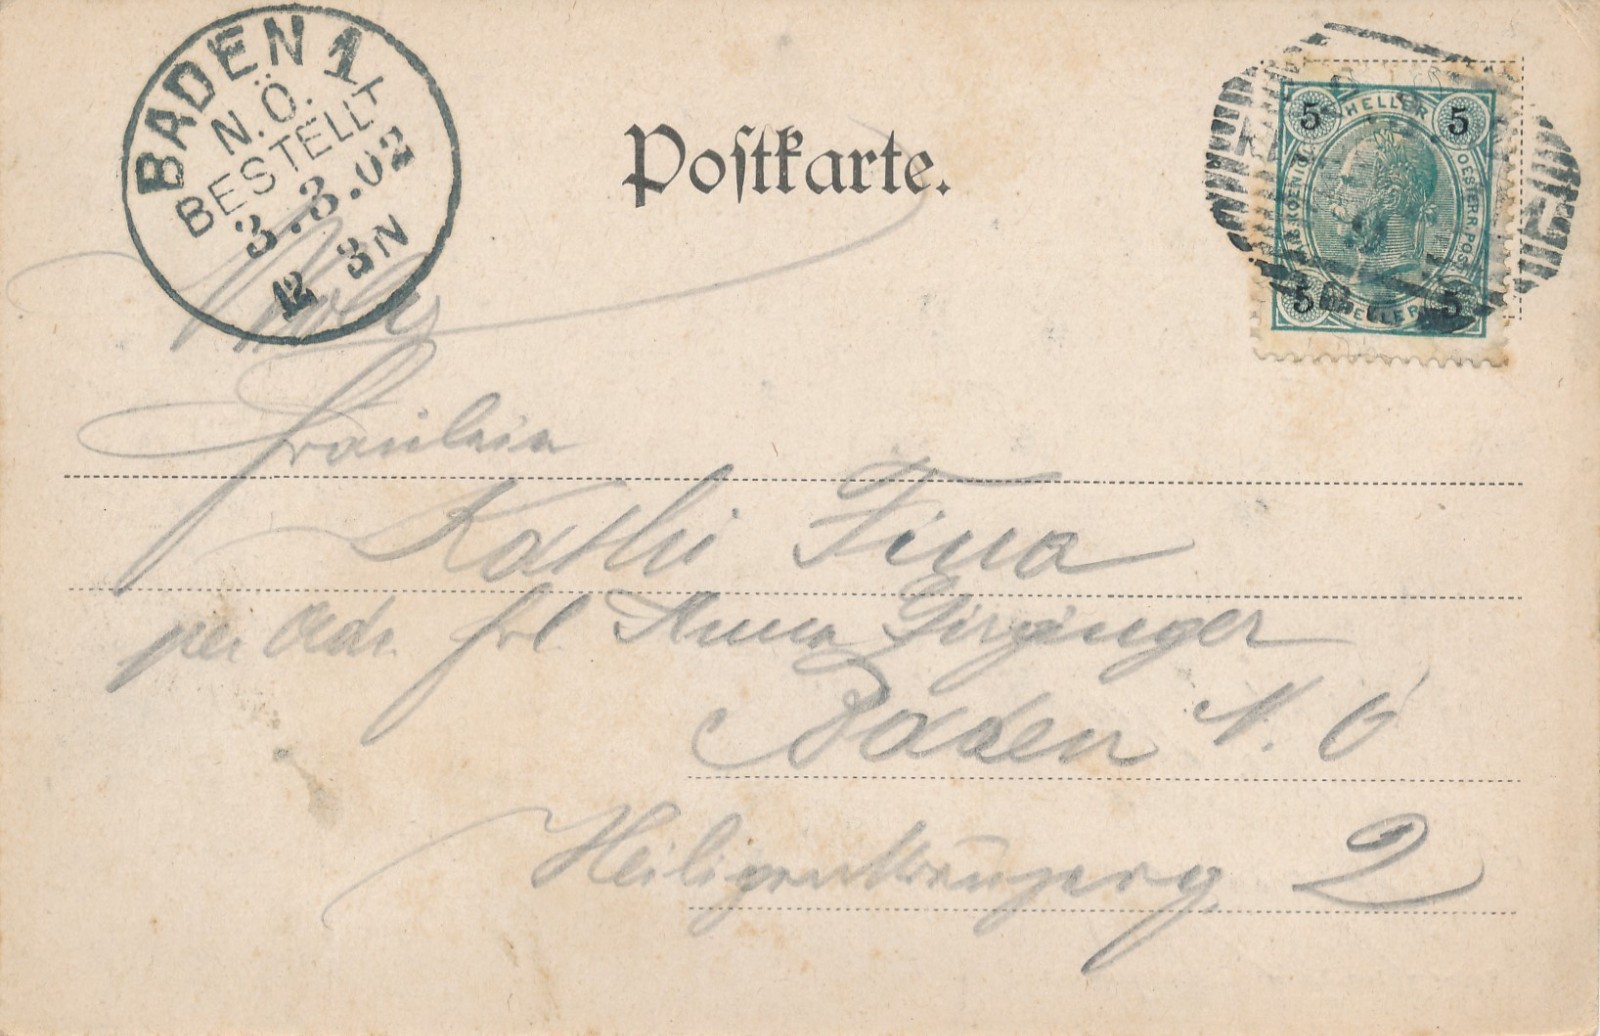 BADEN 1
N.Ö.
BESTELLT
3.3.02
12 3N
Postkarte.
5 HELLER 5
5 HELLER 5
Fräulein
Kathi Fina
per Adr. frl Anna
Baden N. Ö
2